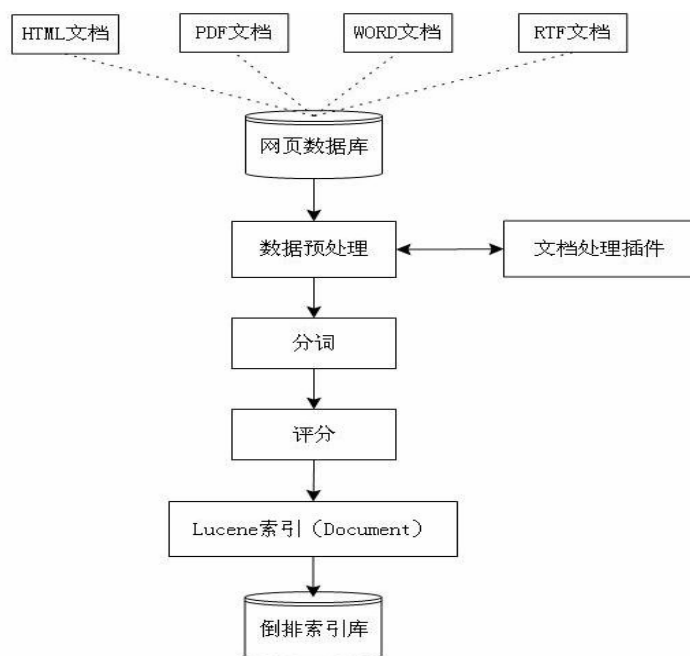 HTML文档
PDF文档
WORD文档
RTF文档
网页数据库
数据预处理
文档处理插件
分词
评分
Lucene索引（Document）
倒排索引库